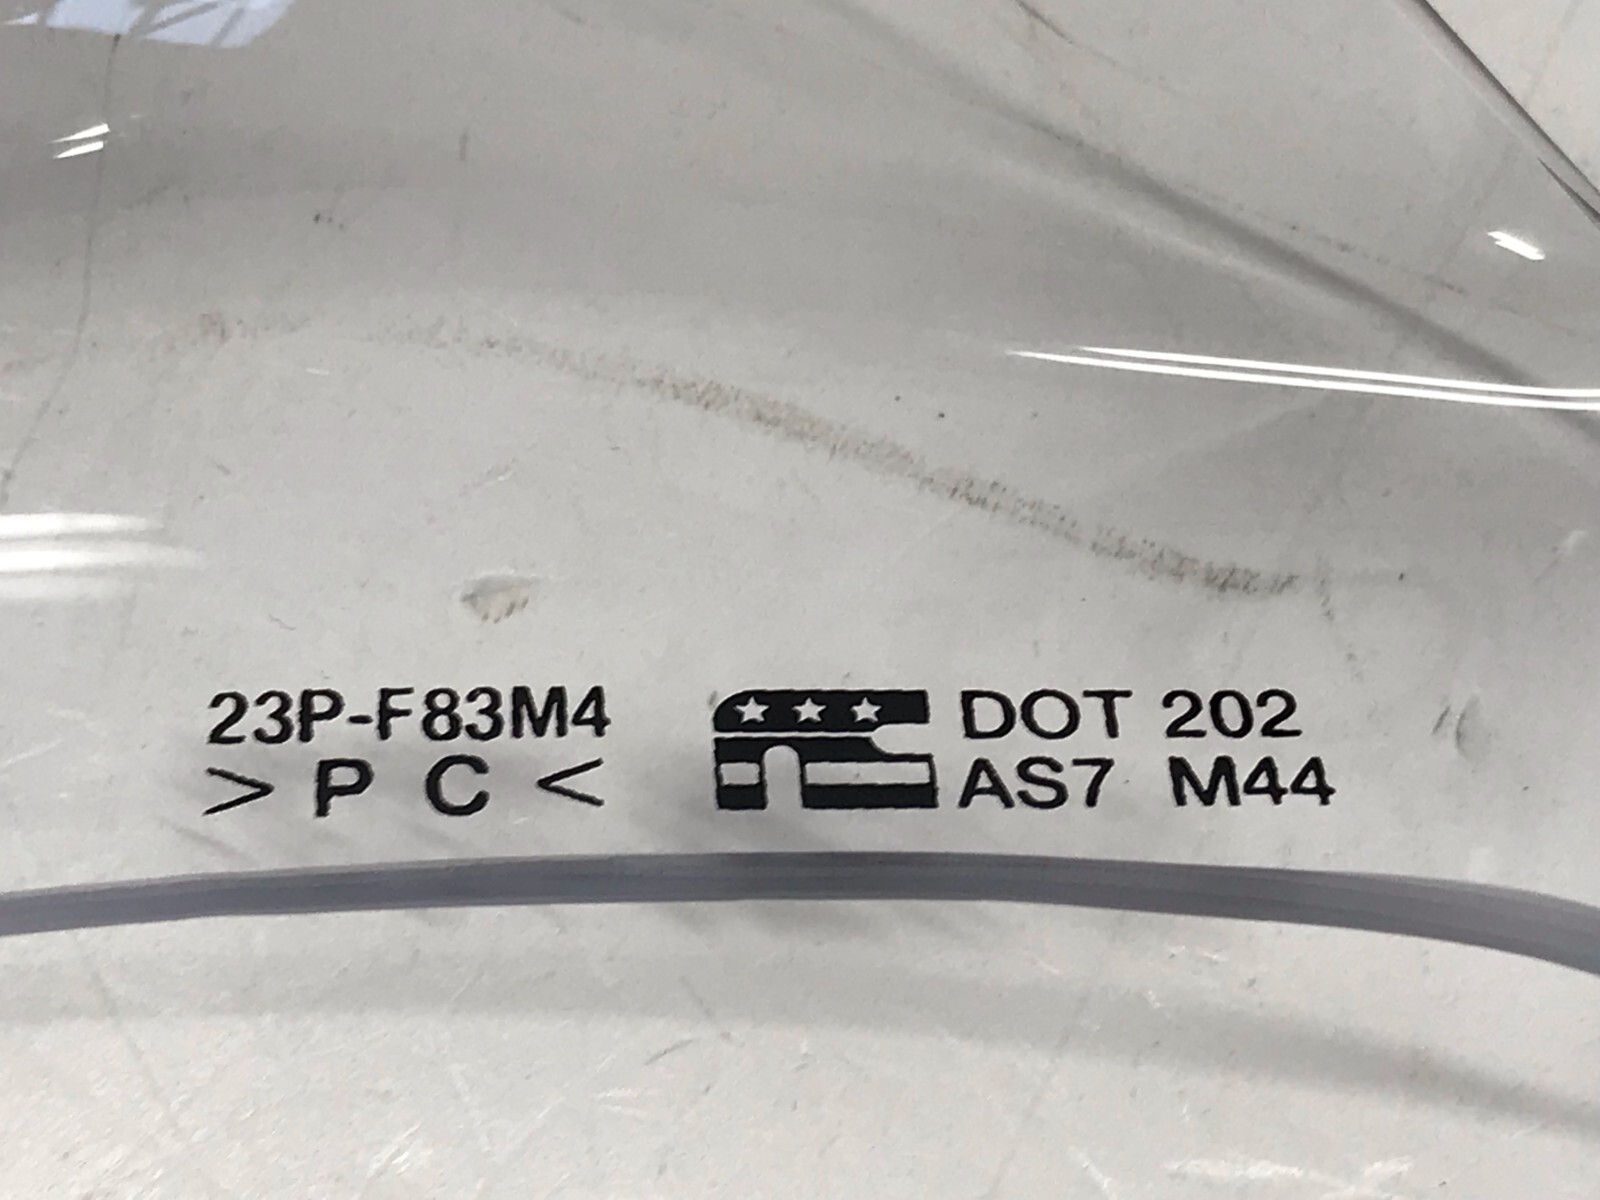 23P-F83M4
> P C <
DOT 202
AS7 M44